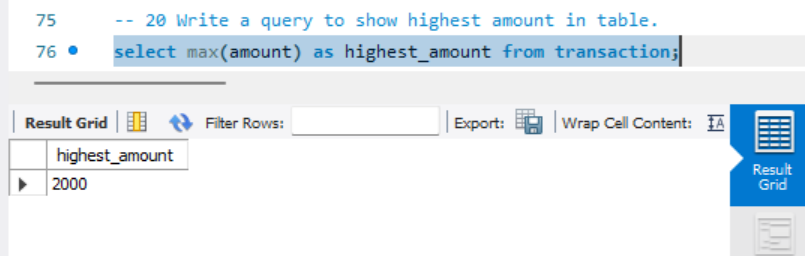 75 -- 20 Write a query to show highest amount in table.
76 select max(amount) as highest_amount from transaction;
Result Grid Filter Rows: Export: Wrap Cell Content: IA
highest_amount
2000
Result
Grid